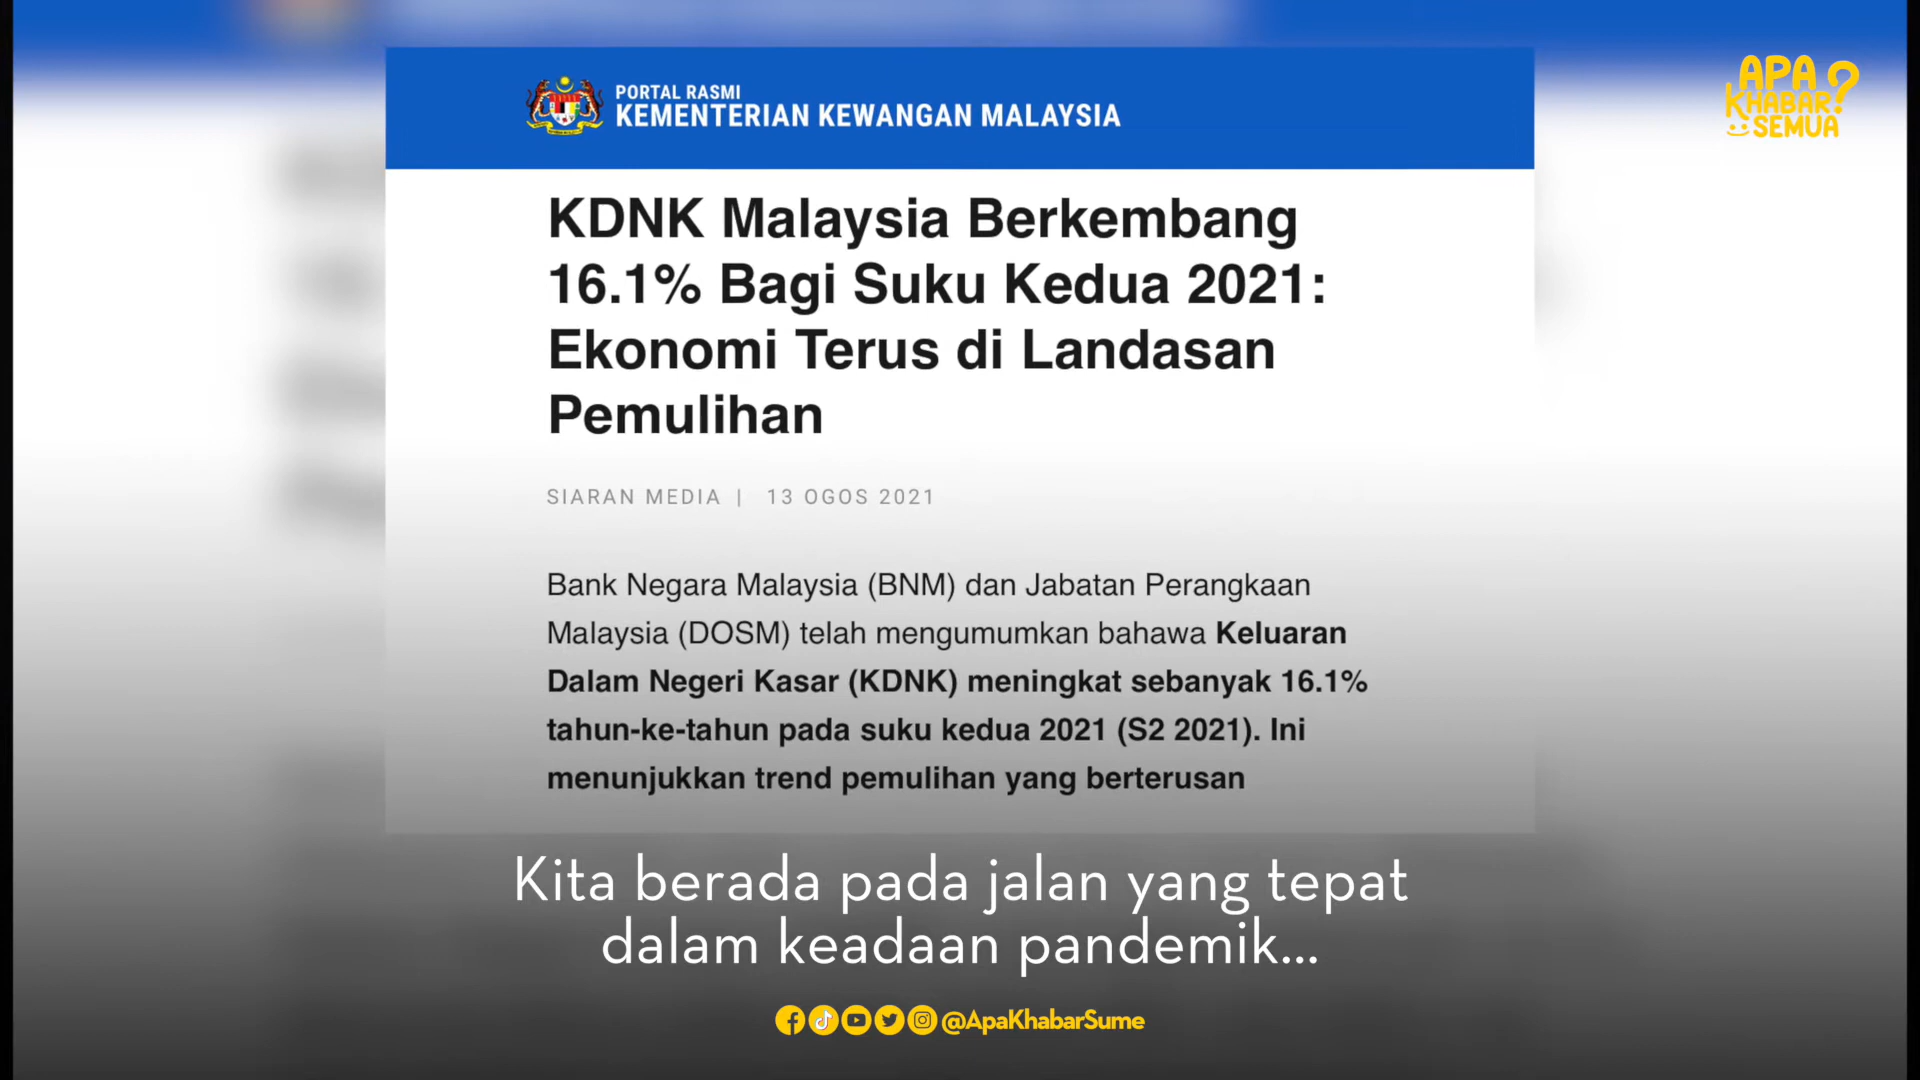 PORTAL RASMI
KEMENTERIAN KEWANGAN MALAYSIA
APA
KHABAR?
SEMUA
KDNK Malaysia Berkembang
16.1% Bagi Suku Kedua 2021:
Ekonomi Terus di Landasan
Pemulihan
SIARAN MEDIA | 13 OGOS 2021
Bank Negara Malaysia (BNM) dan Jabatan Perangkaan
Malaysia (DOSM) telah mengumumkan bahawa Keluaran
Dalam Negeri Kasar (KDNK) meningkat sebanyak 16.1%
tahun-ke-tahun pada suku kedua 2021 (S2 2021). Ini
menunjukkan trend pemulihan yang berterusan
Kita berada pada jalan yang tepat
dalam keadaan pandemik...
@ApaKhabarSume